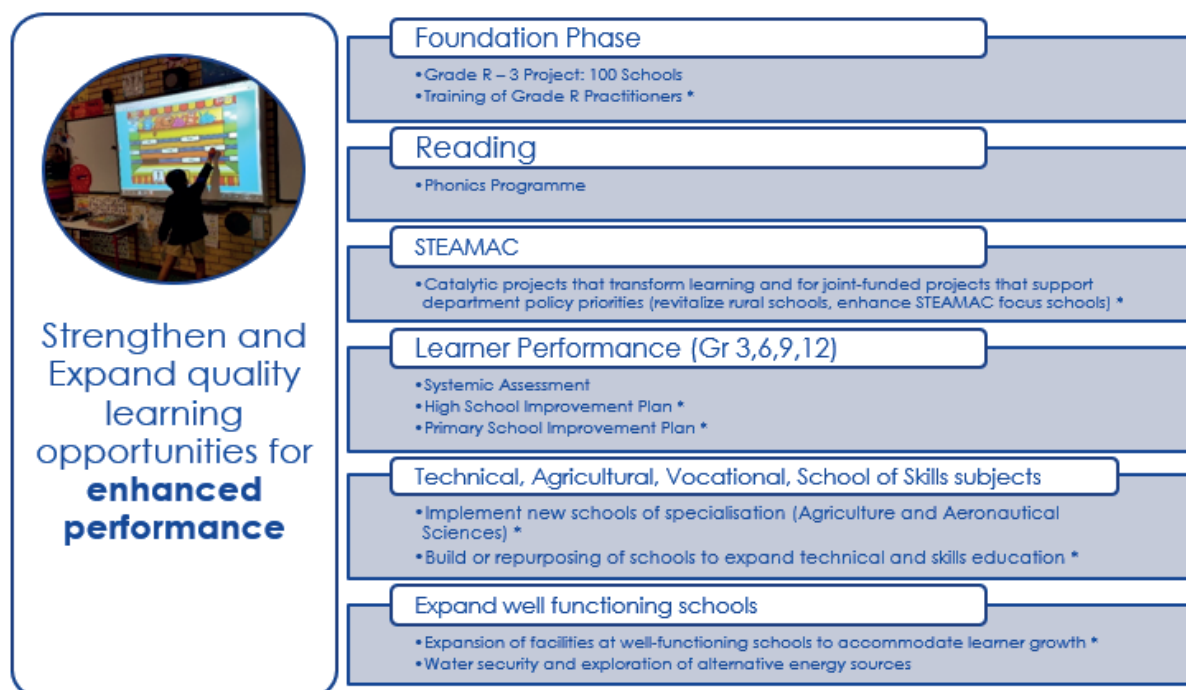 Strengthen and
Expand quality
learning
opportunities for
enhanced
performance
Foundation Phase
•Grade R – 3 Project: 100 Schools
•Training of Grade R Practitioners *
Reading
•Phonics Programme
STEAMAC
•Catalytic projects that transform learning and for joint-funded projects that support
department policy priorities (revitalize rural schools, enhance STEAMAC focus schools) *
Learner Performance (Gr 3,6,9,12)
•Systemic Assessment
•High School Improvement Plan *
•Primary School Improvement Plan *
Technical, Agricultural, Vocational, School of Skills subjects
•Implement new schools of specialisation (Agriculture and Aeronautical
Sciences) *
•Build or repurposing of schools to expand technical and skills education *
Expand well functioning schools
•Expansion of facilities at well-functioning schools to accommodate learner growth *
•Water security and exploration of alternative energy sources